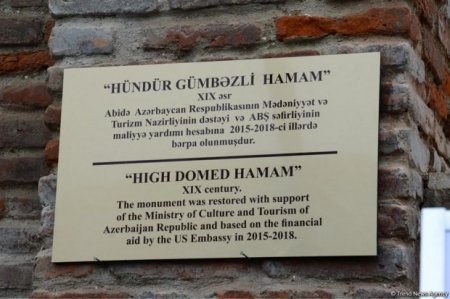 “HÜNDÜR GÜMBƏZLİ HAMAM”
XIX əsr
Abidə Azərbaycan Respublikasının Mədəniyyət və
Turizm Nazirliyinin dəstəyi və ABŞ səfirliyinin
maliyyə yardımı hesabına 2015-2018-ci illərdə
bərpa olunmuşdur.
“HIGH DOMED HAMAM”
XIX century.
The monument was restored with support
of the Ministry of Culture and Tourism of
Azerbaijan Republic and based on the financial
aid by the US Embassy in 2015-2018.
© Trend News Agency